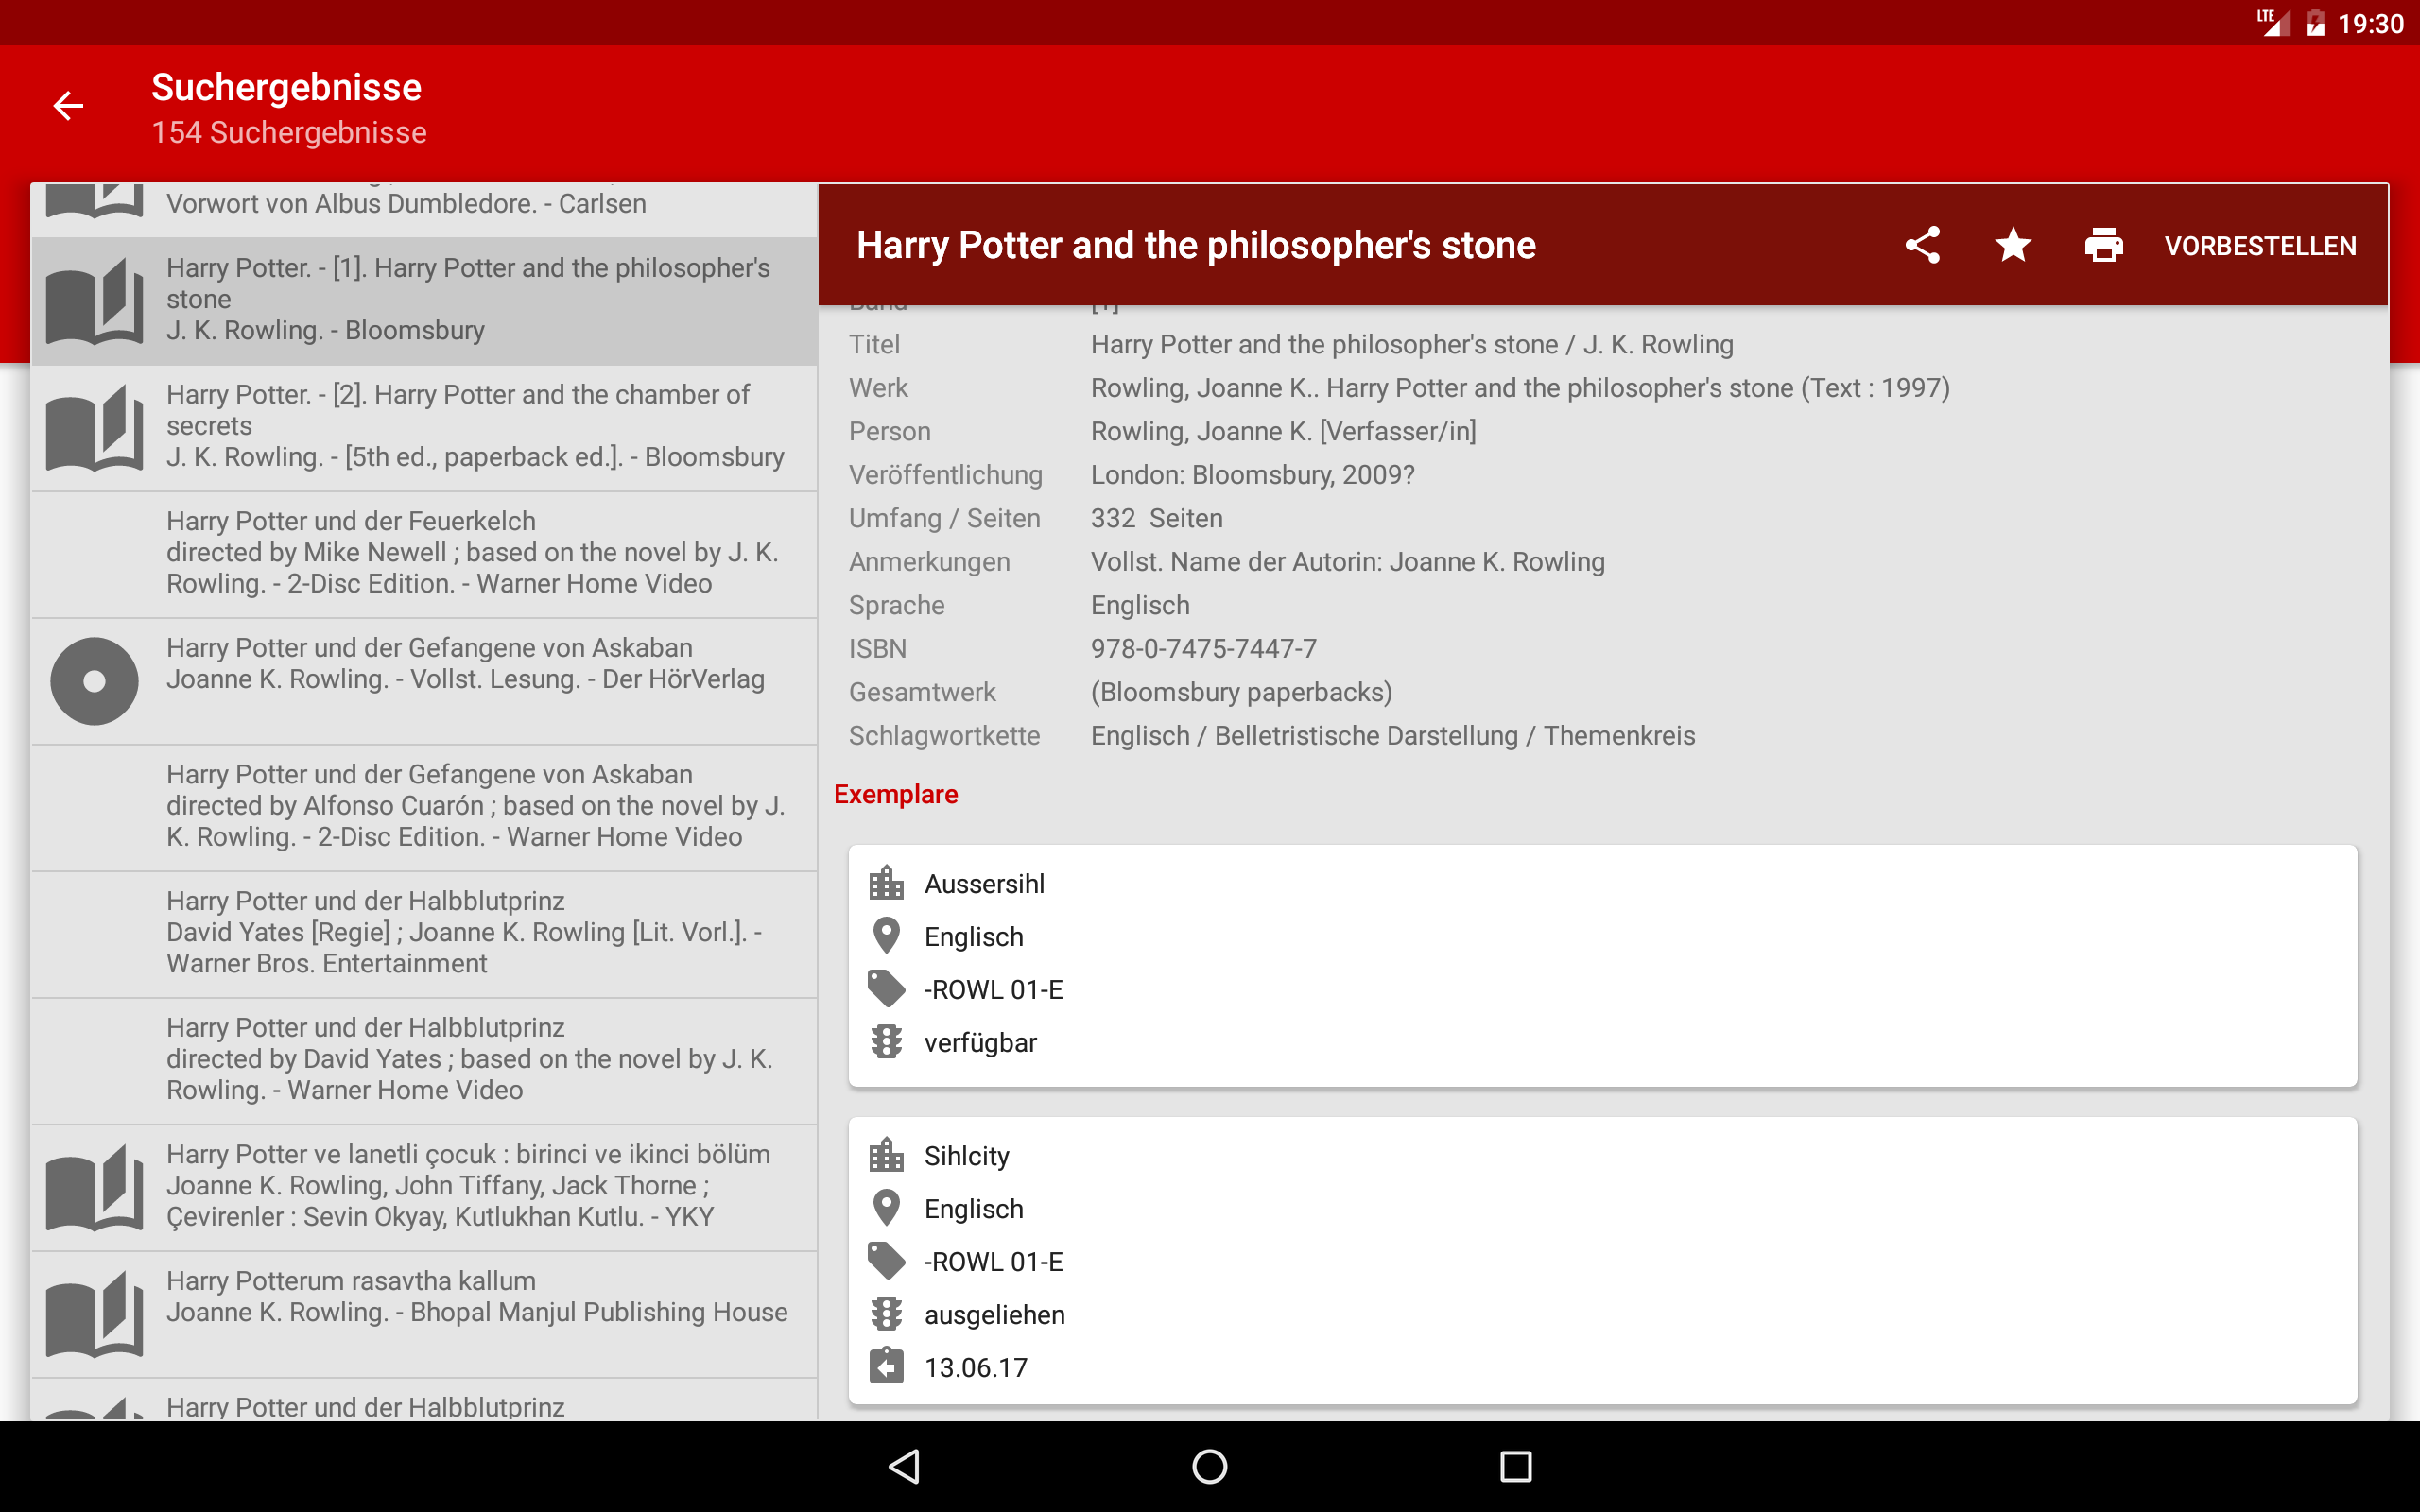 LTE 19:30
Suchergebnisse
154 Suchergebnisse
Vorwort von Albus Dumbledore. - Carlsen
Harry Potter. - [1]. Harry Potter and the philosopher's
stone
J. K. Rowling. - Bloomsbury
Harry Potter. - [2]. Harry Potter and the chamber of
secrets
J. K. Rowling. - [5th ed., paperback ed.]. - Bloomsbury
Harry Potter und der Feuerkelch
directed by Mike Newell ; based on the novel by J. K.
Rowling. - 2-Disc Edition. - Warner Home Video
Harry Potter und der Gefangene von Askaban
Joanne K. Rowling. - Vollst. Lesung. - Der HörVerlag
Harry Potter und der Gefangene von Askaban
directed by Alfonso Cuarón ; based on the novel by J.
K. Rowling. - 2-Disc Edition. - Warner Home Video
Harry Potter und der Halbblutprinz
David Yates [Regie] ; Joanne K. Rowling [Lit. Vorl.]. -
Warner Bros. Entertainment
Harry Potter und der Halbblutprinz
directed by David Yates ; based on the novel by J. K.
Rowling. - Warner Home Video
Harry Potter ve lanetli çocuk : birinci ve ikinci bölüm
Joanne K. Rowling, John Tiffany, Jack Thorne ;
Çevirenler : Sevin Okyay, Kutlukhan Kutlu. - YKY
Harry Potterum rasavtha kallum
Joanne K. Rowling. - Bhopal Manjul Publishing House
Harry Potter und der Halbblutprinz
Harry Potter and the philosopher's stone VORBESTELLEN
Band [1]
Titel Harry Potter and the philosopher's stone / J. K. Rowling
Werk Rowling, Joanne K.. Harry Potter and the philosopher's stone (Text : 1997)
Person Rowling, Joanne K. [Verfasser/in]
Veröffentlichung London: Bloomsbury, 2009?
Umfang / Seiten 332 Seiten
Anmerkungen Vollst. Name der Autorin: Joanne K. Rowling
Sprache Englisch
ISBN 978-0-7475-7447-7
Gesamtwerk (Bloomsbury paperbacks)
Schlagwortkette Englisch / Belletristische Darstellung / Themenkreis
Exemplare
Aussersihl
Englisch
-ROWL 01-E
verfügbar
Sihlcity
Englisch
-ROWL 01-E
ausgeliehen
13.06.17